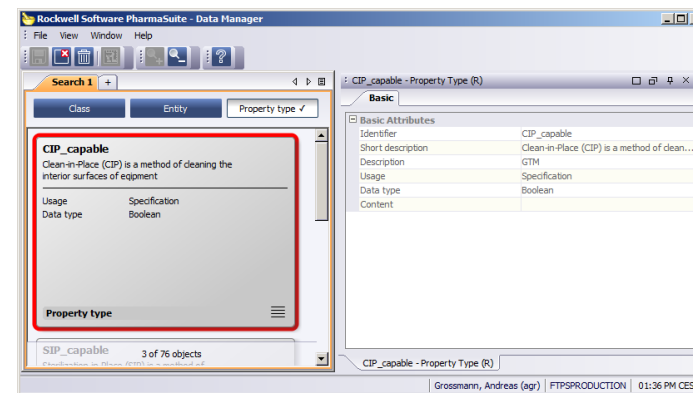 Rockwell Software PharmaSuite - Data Manager
File View Window Help
Search 1 +
Class Entity Property type ✓
CIP_capable
Clean-in-Place (CIP) is a method of cleaning the
interior surfaces of eqipment
Usage Specification
Data type Boolean
Property type
SIP_capable
3 of 76 objects
CIP_capable - Property Type (R)
Basic
Basic Attributes
Identifier CIP_capable
Short description Clean-in-Place (CIP) is a method of clean...
Description GTM
Usage Specification
Data type Boolean
Content
CIP_capable - Property Type (R)
Grossmann, Andreas (agr) FTPSPRODUCTION 01:36 PM CES